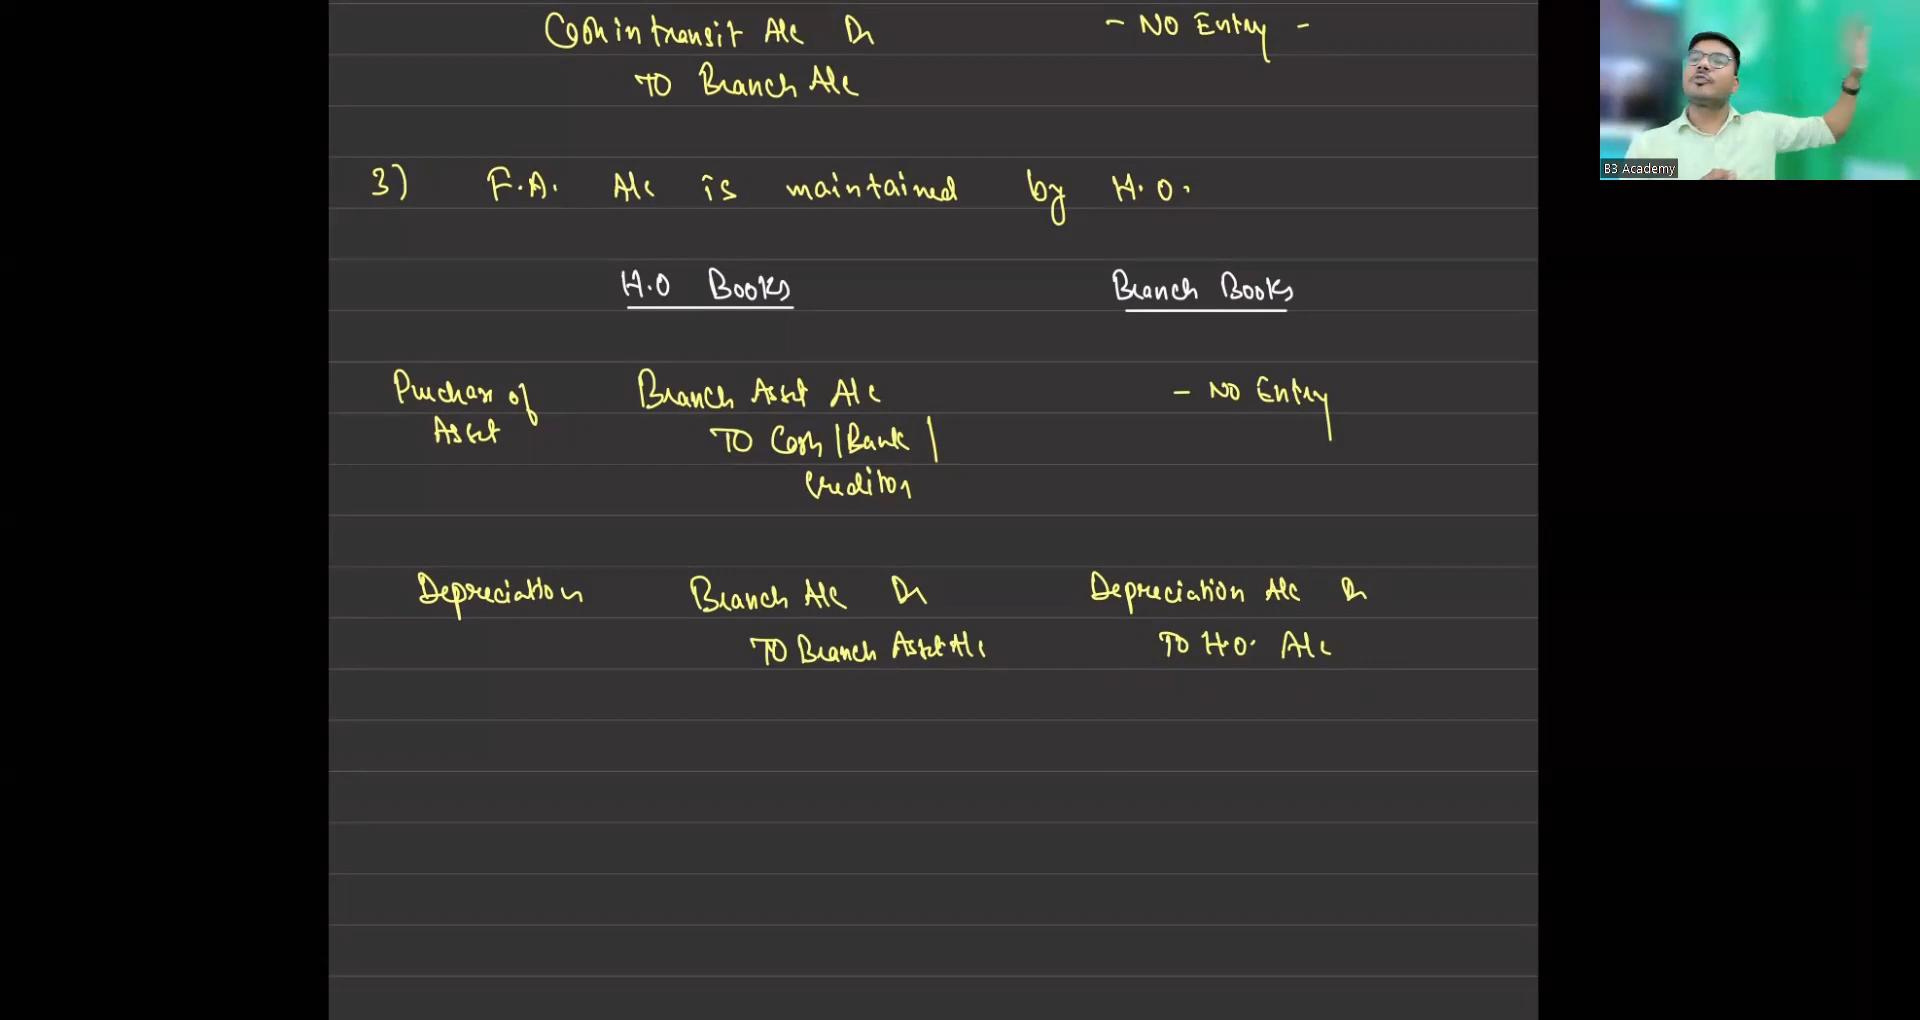 Cash in transit A/c Dr
- NO Entry -
TO Branch A/c
B3 Academy
3) F.A. A/c is maintained by H.O.
H.O Books
Branch Books
Purchase of
Asset
Branch Asset A/c
TO Cash | Bank |
Creditor
- NO Entry
Depreciation
Branch A/c Dr
TO Branch Asset A/c
Depreciation A/c Dr
TO H.O. A/c